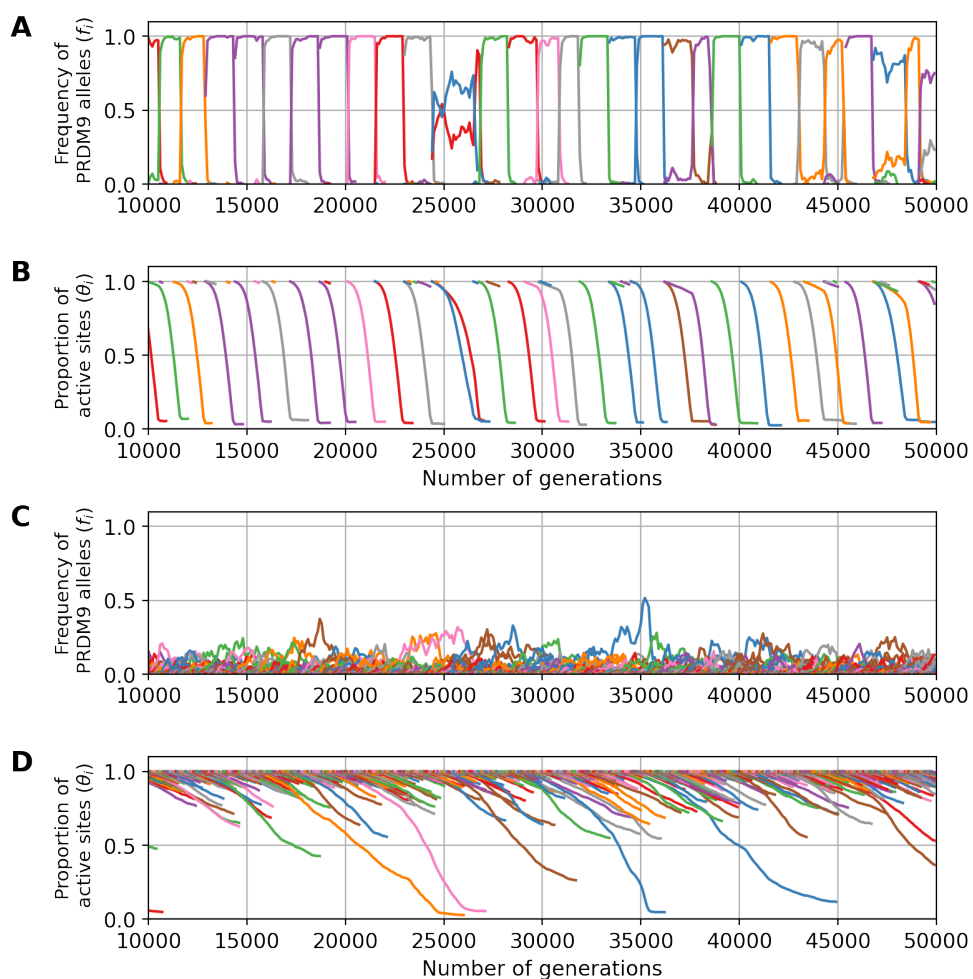 A
Frequency of
PRDM9 alleles (fᵢ)
1.0
0.5
0.0
10000 15000 20000 25000 30000 35000 40000 45000 50000
B
Proportion of
active sites (θᵢ)
1.0
0.5
0.0
10000 15000 20000 25000 30000 35000 40000 45000 50000
Number of generations
C
Frequency of
PRDM9 alleles (fᵢ)
1.0
0.5
0.0
10000 15000 20000 25000 30000 35000 40000 45000 50000
D
Proportion of
active sites (θᵢ)
1.0
0.5
0.0
10000 15000 20000 25000 30000 35000 40000 45000 50000
Number of generations